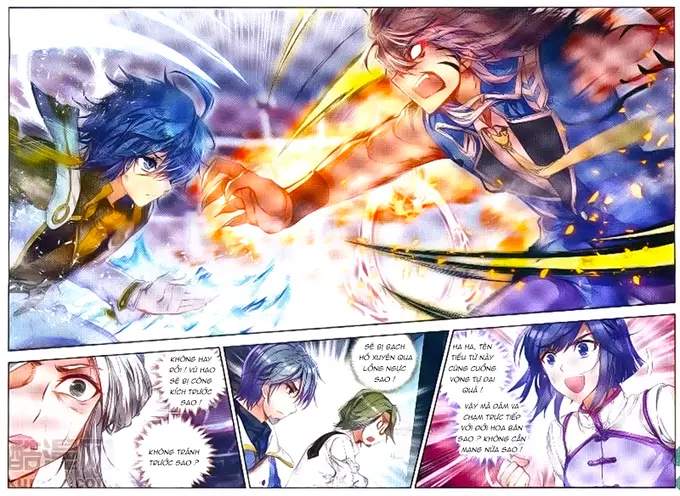 KHÔNG HAY
RỒI ! VŨ HẠO
SẼ BỊ CÔNG
KÍCH TRƯỚC
SAO !
KHÔNG TRÁNH
TRƯỚC SAO ?
SẼ BỊ BẠCH
HỔ XUYÊN QUA
LỒNG NGỰC
SAO !
HA HA, TÊN
TIỂU TỬ NÀY
CŨNG CUỒNG
VỌNG TỰ ĐẠI
QUÁ !
VẬY MÀ DÁM VA
CHẠM TRỰC TIẾP
VỚI ĐỚI HOA BÂN
SAO ? KHÔNG CẦN
MẠNG NỮA SAO !